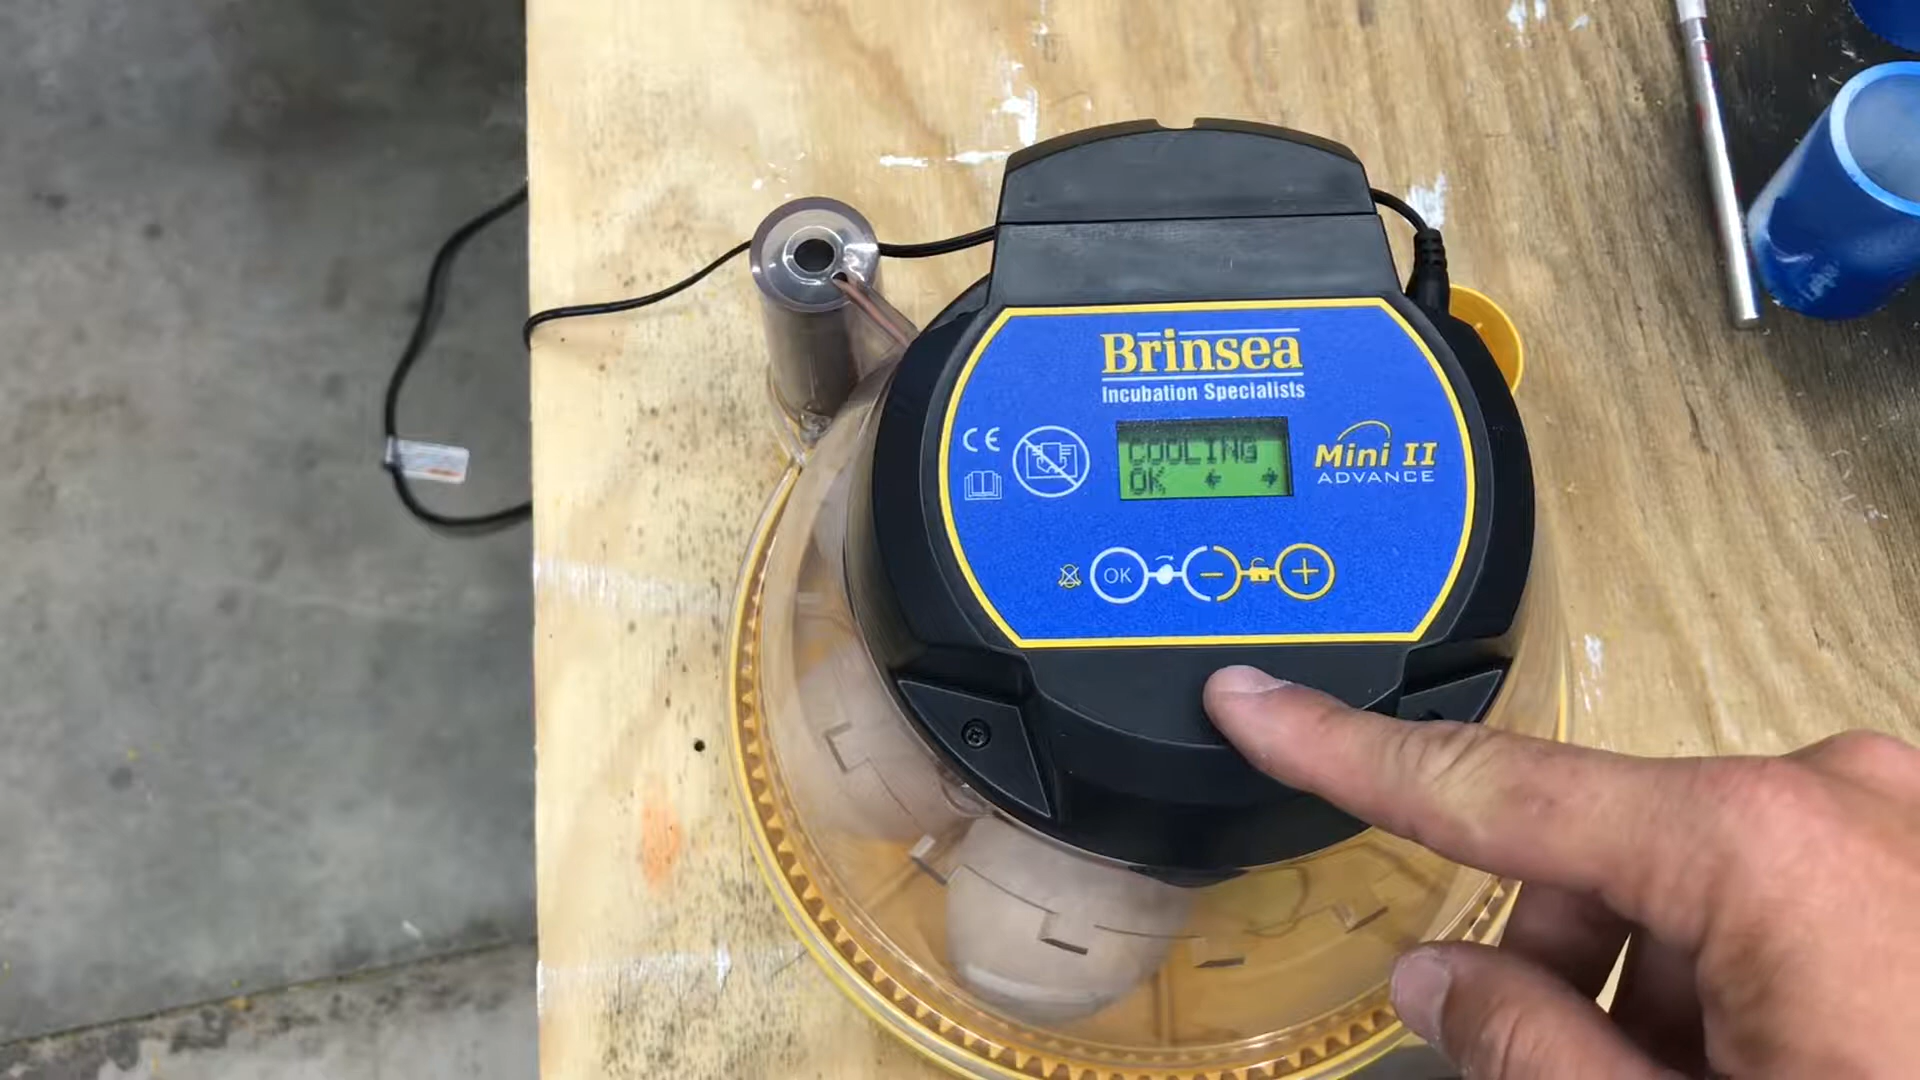 Brinsea
Incubation Specialists
CE
COOLING
OK ← →
Mini II
ADVANCE
OK − +